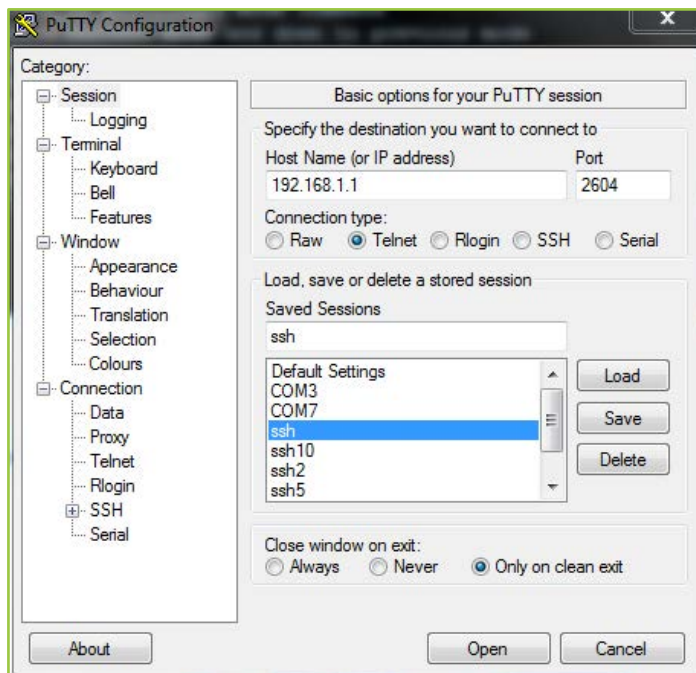 PuTTY Configuration
X
Category:
Session
Logging
Terminal
Keyboard
Bell
Features
Window
Appearance
Behaviour
Translation
Selection
Colours
Connection
Data
Proxy
Telnet
Rlogin
SSH
Serial
Basic options for your PuTTY session
Specify the destination you want to connect to
Host Name (or IP address) Port
192.168.1.1 2604
Connection type:
Raw Telnet Rlogin SSH Serial
Load, save or delete a stored session
Saved Sessions
ssh
Default Settings
COM3
COM7
ssh
ssh10
ssh2
ssh5
Load
Save
Delete
Close window on exit:
Always Never Only on clean exit
About Open Cancel